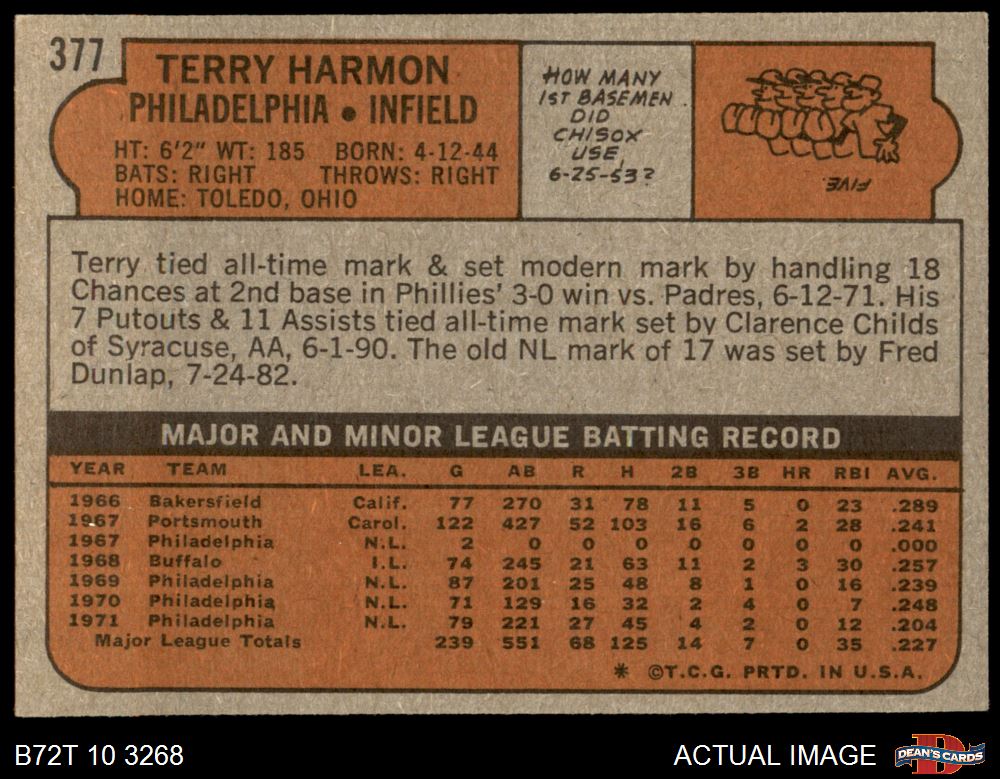 377
TERRY HARMON
PHILADELPHIA • INFIELD
HT: 6'2" WT: 185 BORN: 4-12-44
BATS: RIGHT THROWS: RIGHT
HOME: TOLEDO, OHIO
HOW MANY
1ST BASEMEN
DID
CHISOX
USE,
6-25-53?
FIVE
Terry tied all-time mark & set modern mark by handling 18
Chances at 2nd base in Phillies' 3-0 win vs. Padres, 6-12-71. His
7 Putouts & 11 Assists tied all-time mark set by Clarence Childs
of Syracuse, AA, 6-1-90. The old NL mark of 17 was set by Fred
Dunlap, 7-24-82.
MAJOR AND MINOR LEAGUE BATTING RECORD
YEAR TEAM LEA. G AB R H 2B 3B HR RBI AVG.
1966 Bakersfield Calif. 77 270 31 78 11 5 0 23 .289
1967 Portsmouth Carol. 122 427 52 103 16 6 2 28 .241
1967 Philadelphia N.L. 2 0 0 0 0 0 0 0 .000
1968 Buffalo I.L. 74 245 21 63 11 2 3 30 .257
1969 Philadelphia N.L. 87 201 25 48 8 1 0 16 .239
1970 Philadelphia N.L. 71 129 16 32 2 4 0 7 .248
1971 Philadelphia N.L. 79 221 27 45 4 2 0 12 .204
Major League Totals 239 551 68 125 14 7 0 35 .227
* ©T.C.G. PRTD. IN U.S.A.
B72T 10 3268
ACTUAL IMAGE
D
DEAN'S CARDS